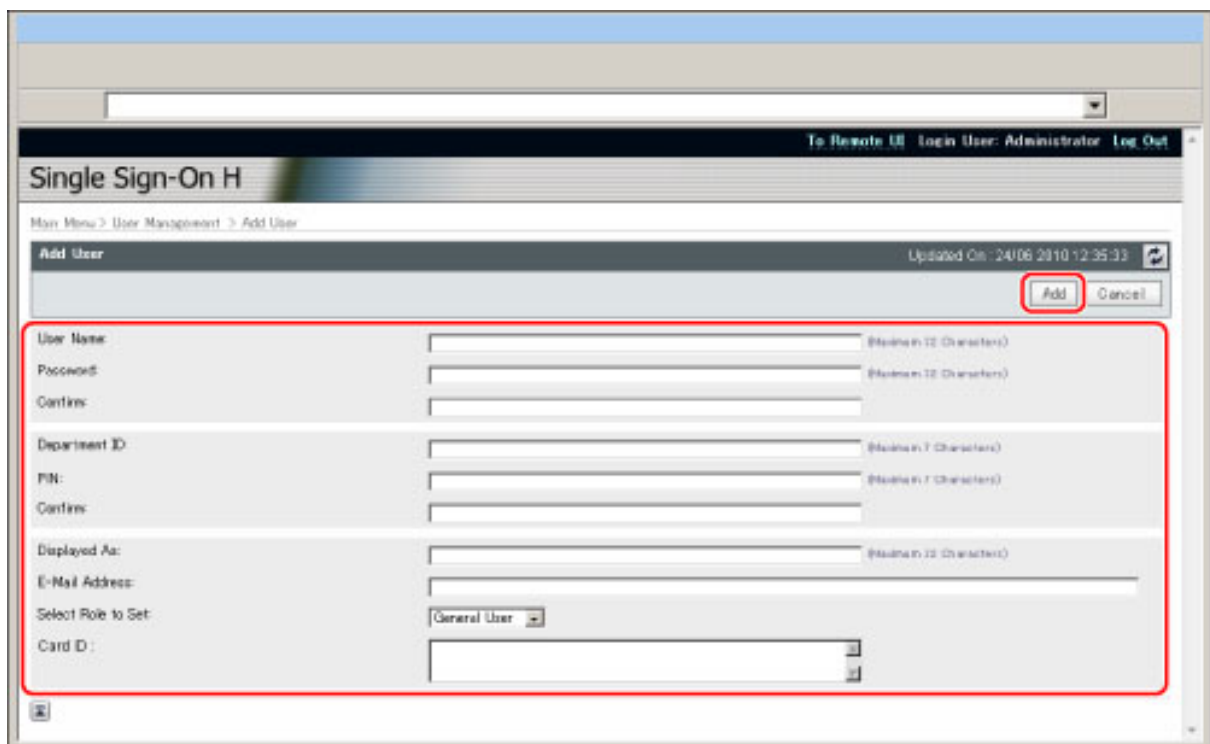 To Remote UI Login User: Administrator Log Out
Single Sign-On H
Main Menu > User Management > Add User
Add User Updated On : 24/06 2010 12:35:33
Add Cancel
User Name: (Maximum 32 Characters)
Password: (Maximum 32 Characters)
Confirm:
Department ID: (Maximum 7 Characters)
PIN: (Maximum 7 Characters)
Confirm:
Displayed As: (Maximum 32 Characters)
E-Mail Address:
Select Role to Set: General User
Card ID :